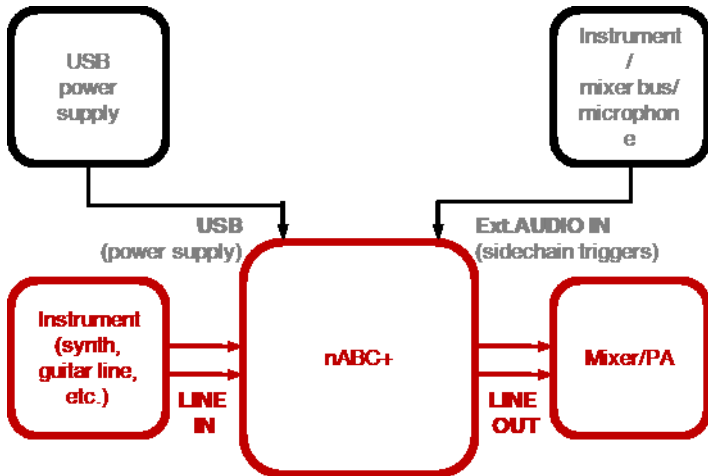 USB
power
supply
Instrument
/
mixer bus/
microphon
e
USB
(power supply)
Ext.AUDIO IN
(sidechain triggers)
Instrument
(synth,
guitar line,
etc.)
LINE
IN
nABC+
LINE
OUT
Mixer/PA